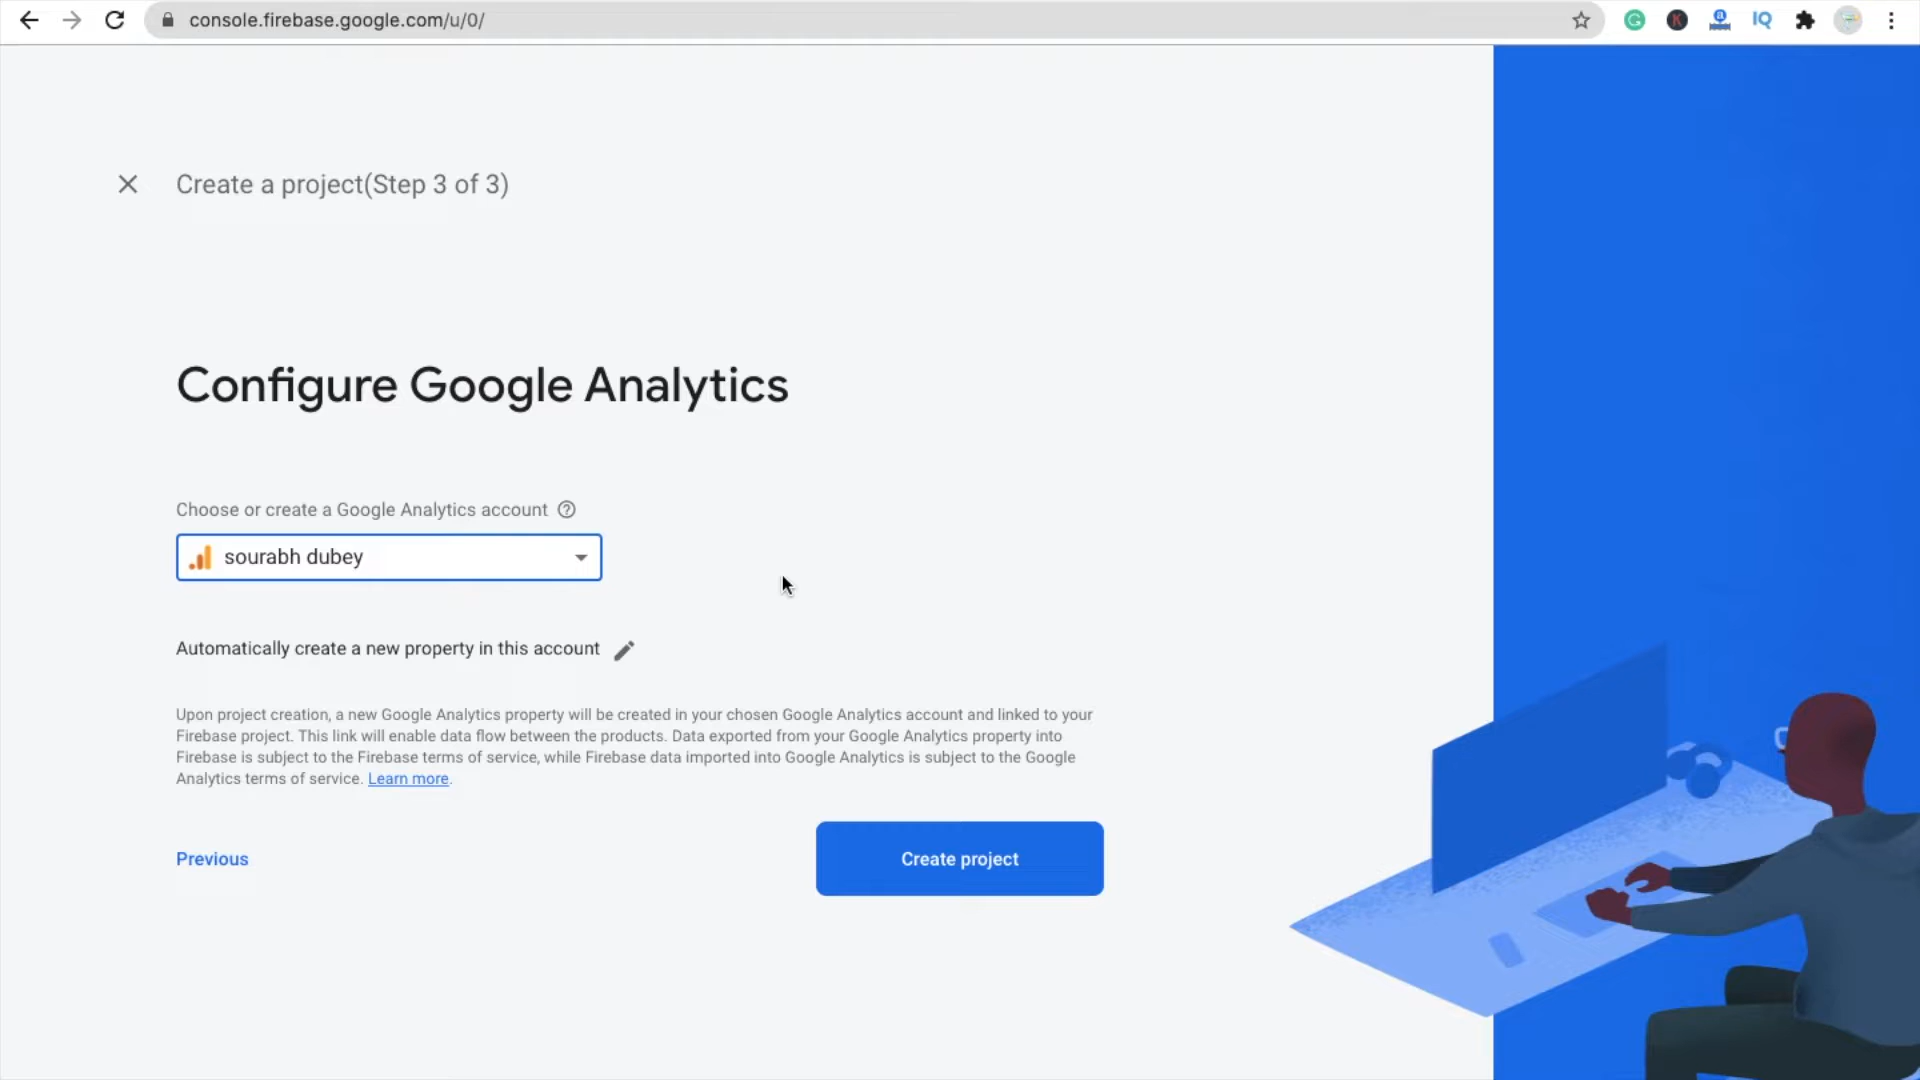 console.firebase.google.com/u/0/
G
K
a
IQ
Create a project(Step 3 of 3)
Configure Google Analytics
Choose or create a Google Analytics account
sourabh dubey
Automatically create a new property in this account
Upon project creation, a new Google Analytics property will be created in your chosen Google Analytics account and linked to your
Firebase project. This link will enable data flow between the products. Data exported from your Google Analytics property into
Firebase is subject to the Firebase terms of service, while Firebase data imported into Google Analytics is subject to the Google
Analytics terms of service. Learn more.
Previous
Create project